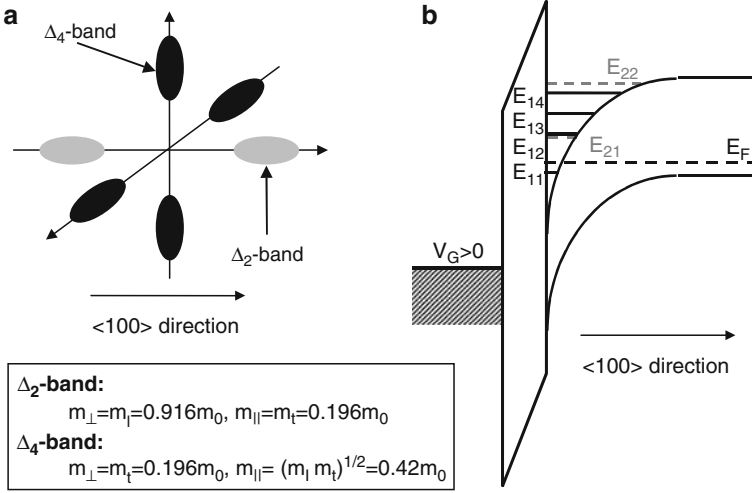 a
Δ4-band
Δ2-band
<100> direction
Δ2-band:
m⊥=ml=0.916m0, m||=mt=0.196m0
Δ4-band:
m⊥=mt=0.196m0, m||= (ml mt)1/2=0.42m0
b
E22
E14
E13
E12
E21
EF
E11
VG>0
<100> direction